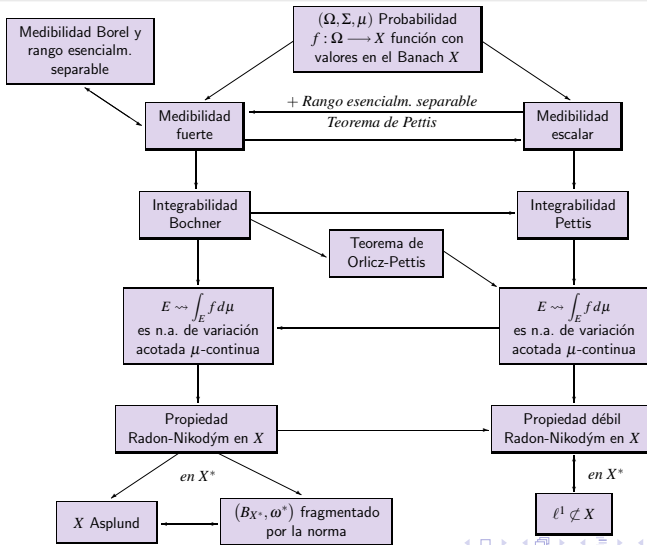 Medibilidad Borel y
rango esencialm.
separable
(Ω, Σ, μ) Probabilidad
f : Ω ⟶ X función con
valores en el Banach X
Medibilidad
fuerte
+ Rango esencialm. separable
Teorema de Pettis
Medibilidad
escalar
Integrabilidad
Bochner
Integrabilidad
Pettis
Teorema de
Orlicz-Pettis
E ⇝ ∫_E f dμ
es n.a. de variación
acotada μ-continua
E ⇝ ∫_E f dμ
es n.a. de variación
acotada μ-continua
Propiedad
Radon-Nikodým en X
Propiedad débil
Radon-Nikodým en X
en X*
en X*
X Asplund
(B_{X*}, ω*) fragmentado
por la norma
ℓ¹ ⊄ X